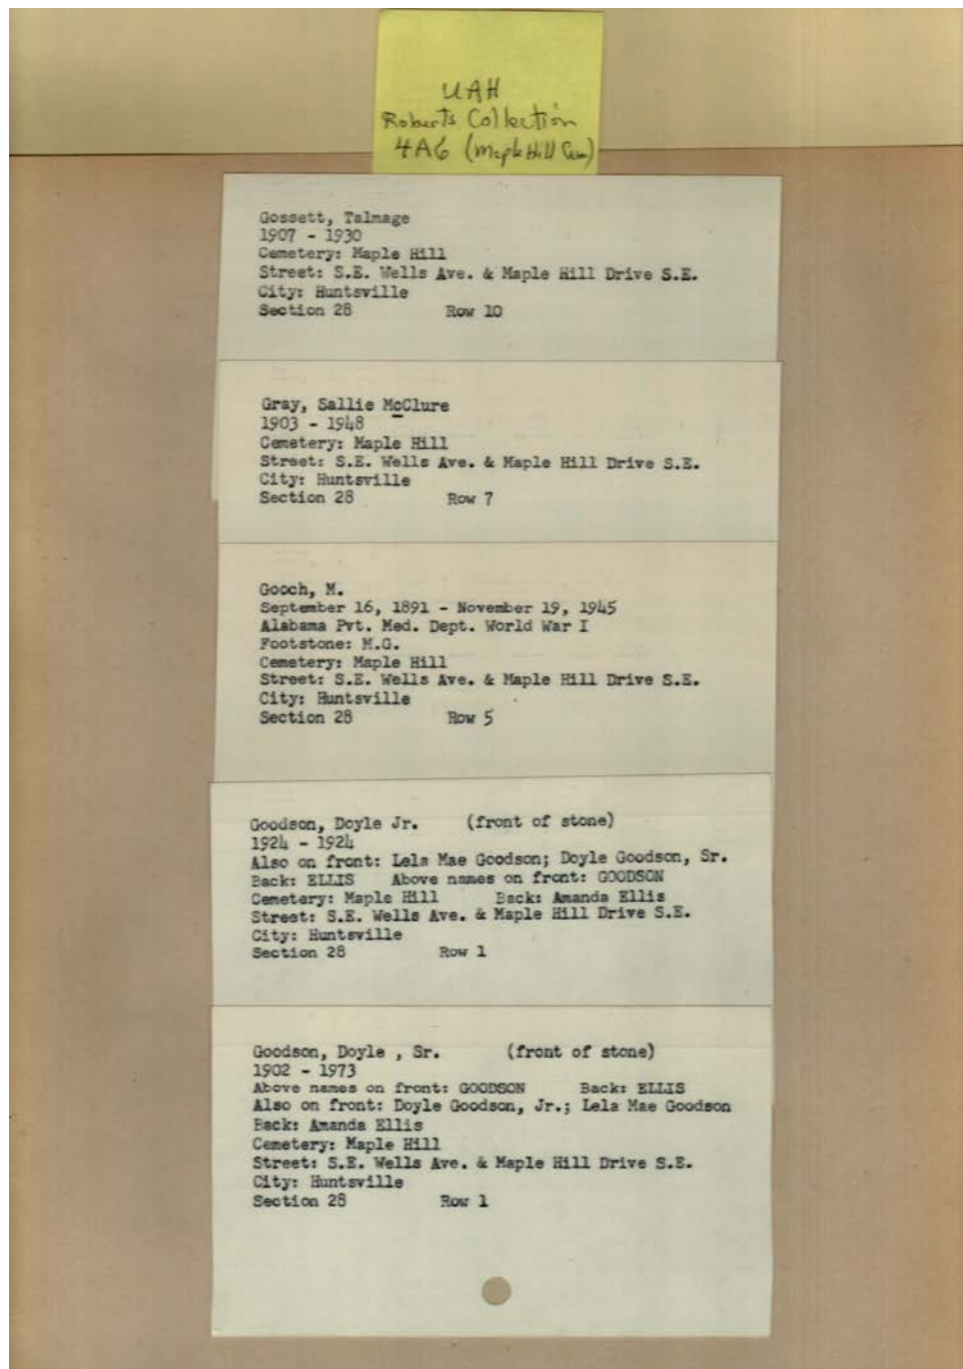 UAH
Roberts Collection
4A6 (Maple Hill Cem)
Gossett, Talmage
1907 - 1930
Cemetery: Maple Hill
Street: S.E. Wells Ave. & Maple Hill Drive S.E.
City: Huntsville
Section 28 Row 10
Gray, Sallie McClure
1903 - 1948
Cemetery: Maple Hill
Street: S.E. Wells Ave. & Maple Hill Drive S.E.
City: Huntsville
Section 28 Row 7
Gooch, M.
September 16, 1891 - November 19, 1945
Alabama Pvt. Med. Dept. World War I
Footstone: M.G.
Cemetery: Maple Hill
Street: S.E. Wells Ave. & Maple Hill Drive S.E.
City: Huntsville
Section 28 Row 5
Goodson, Doyle Jr. (front of stone)
1924 - 1924
Also on front: Lela Mae Goodson; Doyle Goodson, Sr.
Back: ELLIS Above names on front: GOODSON
Cemetery: Maple Hill Back: Amanda Ellis
Street: S.E. Wells Ave. & Maple Hill Drive S.E.
City: Huntsville
Section 28 Row 1
Goodson, Doyle , Sr. (front of stone)
1902 - 1973
Above names on front: GOODSON Back: ELLIS
Also on front: Doyle Goodson, Jr.; Lela Mae Goodson
Back: Amanda Ellis
Cemetery: Maple Hill
Street: S.E. Wells Ave. & Maple Hill Drive S.E.
City: Huntsville
Section 28 Row 1